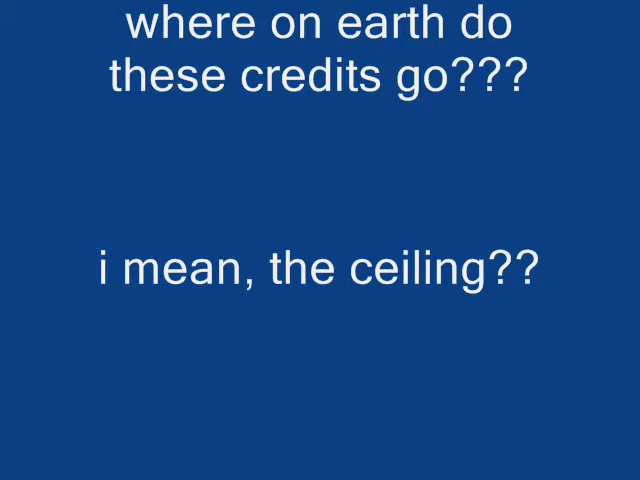 where on earth do
these credits go???
i mean, the ceiling??